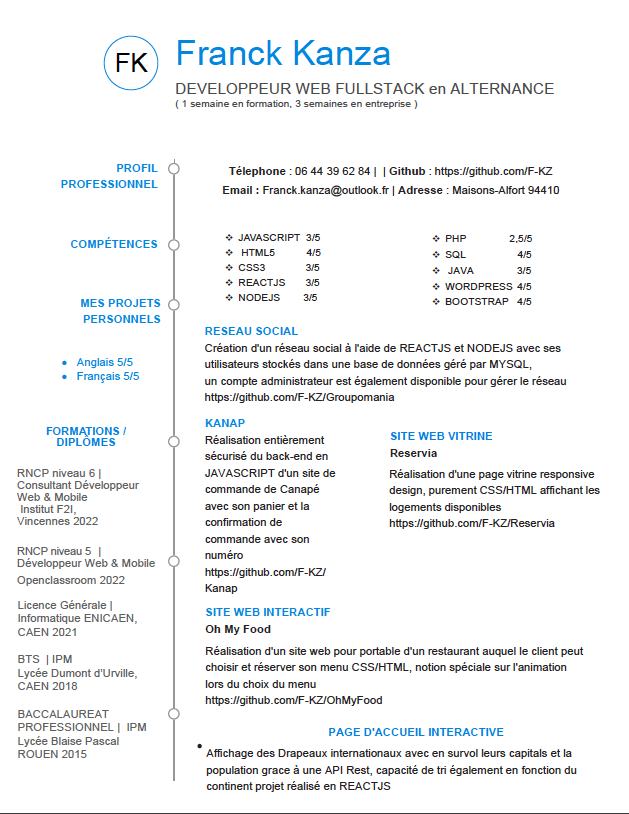 FK
Franck Kanza
DEVELOPPEUR WEB FULLSTACK en ALTERNANCE
( 1 semaine en formation, 3 semaines en entreprise )
PROFIL
PROFESSIONNEL
Télephone : 06 44 39 62 84 | | Github : https://github.com/F-KZ
Email : Franck.kanza@outlook.fr | Adresse : Maisons-Alfort 94410
COMPÉTENCES
❖ JAVASCRIPT 3/5
❖ HTML5 4/5
❖ CSS3 3/5
❖ REACTJS 3/5
❖ NODEJS 3/5
❖ PHP 2,5/5
❖ SQL 4/5
❖ JAVA 3/5
❖ WORDPRESS 4/5
❖ BOOTSTRAP 4/5
MES PROJETS
PERSONNELS
• Anglais 5/5
• Français 5/5
FORMATIONS /
DIPLÔMES
RNCP niveau 6 |
Consultant Développeur
Web & Mobile
Institut F2I,
Vincennes 2022
RNCP niveau 5 |
Développeur Web & Mobile
Openclassroom 2022
Licence Générale |
Informatique ENICAEN,
CAEN 2021
BTS | IPM
Lycée Dumont d'Urville,
CAEN 2018
BACCALAUREAT
PROFESSIONNEL | IPM
Lycée Blaise Pascal
ROUEN 2015
RESEAU SOCIAL
Création d'un réseau social à l'aide de REACTJS et NODEJS avec ses
utilisateurs stockés dans une base de données géré par MYSQL,
un compte administrateur est également disponible pour gérer le réseau
https://github.com/F-KZ/Groupomania
KANAP
Réalisation entièrement
sécurisé du back-end en
JAVASCRIPT d'un site de
commande de Canapé
avec son panier et la
confirmation de
commande avec son
numéro
https://github.com/F-KZ/
Kanap
SITE WEB VITRINE
Reservia
Réalisation d'une page vitrine responsive
design, purement CSS/HTML affichant les
logements disponibles
https://github.com/F-KZ/Reservia
SITE WEB INTERACTIF
Oh My Food
Réalisation d'un site web pour portable d'un restaurant auquel le client peut
choisir et réserver son menu CSS/HTML, notion spéciale sur l'animation
lors du choix du menu
https://github.com/F-KZ/OhMyFood
PAGE D'ACCUEIL INTERACTIVE
• Affichage des Drapeaux internationaux avec en survol leurs capitals et la
population grace à une API Rest, capacité de tri également en fonction du
continent projet réalisé en REACTJS